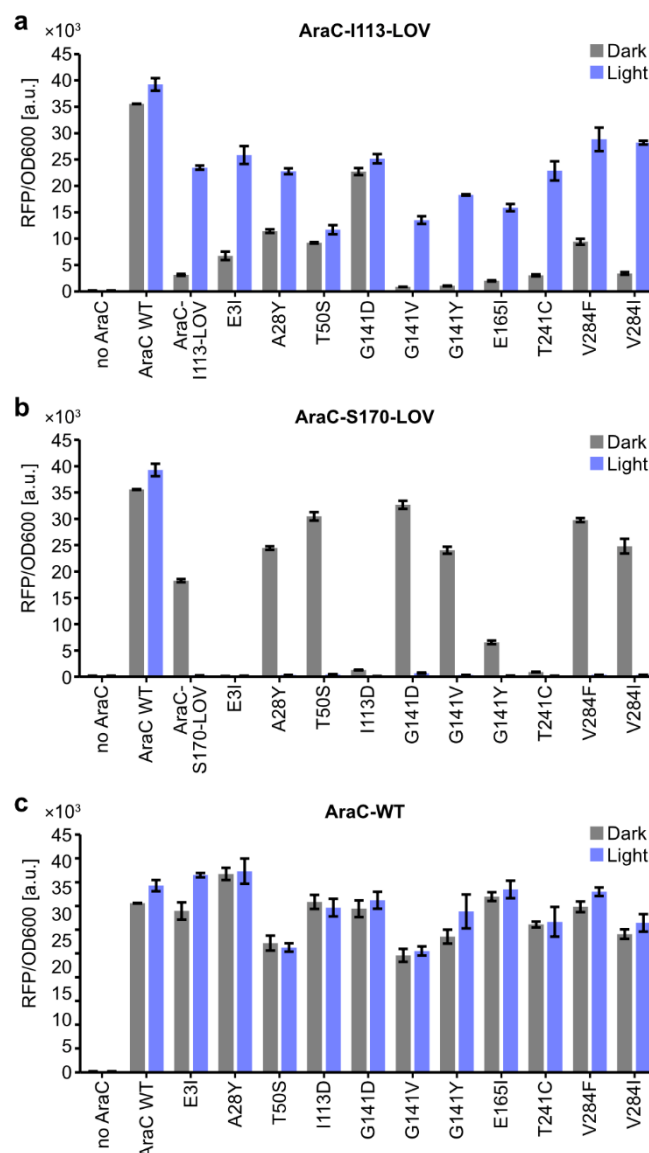 a
AraC-I113-LOV
×10³
Dark
Light
RFP/OD600 [a.u.]
45
40
35
30
25
20
15
10
5
0
no AraC
AraC WT
AraC-
I113-LOV
E3I
A28Y
T50S
G141D
G141V
G141Y
E165I
T241C
V284F
V284I
b
AraC-S170-LOV
×10³
Dark
Light
RFP/OD600 [a.u.]
45
40
35
30
25
20
15
10
5
0
no AraC
AraC WT
AraC-
S170-LOV
E3I
A28Y
T50S
I113D
G141D
G141V
G141Y
T241C
V284F
V284I
c
AraC-WT
×10³
Dark
Light
RFP/OD600 [a.u.]
45
40
35
30
25
20
15
10
0
no AraC
AraC WT
E3I
A28Y
T50S
I113D
G141D
G141V
G141Y
E165I
T241C
V284F
V284I